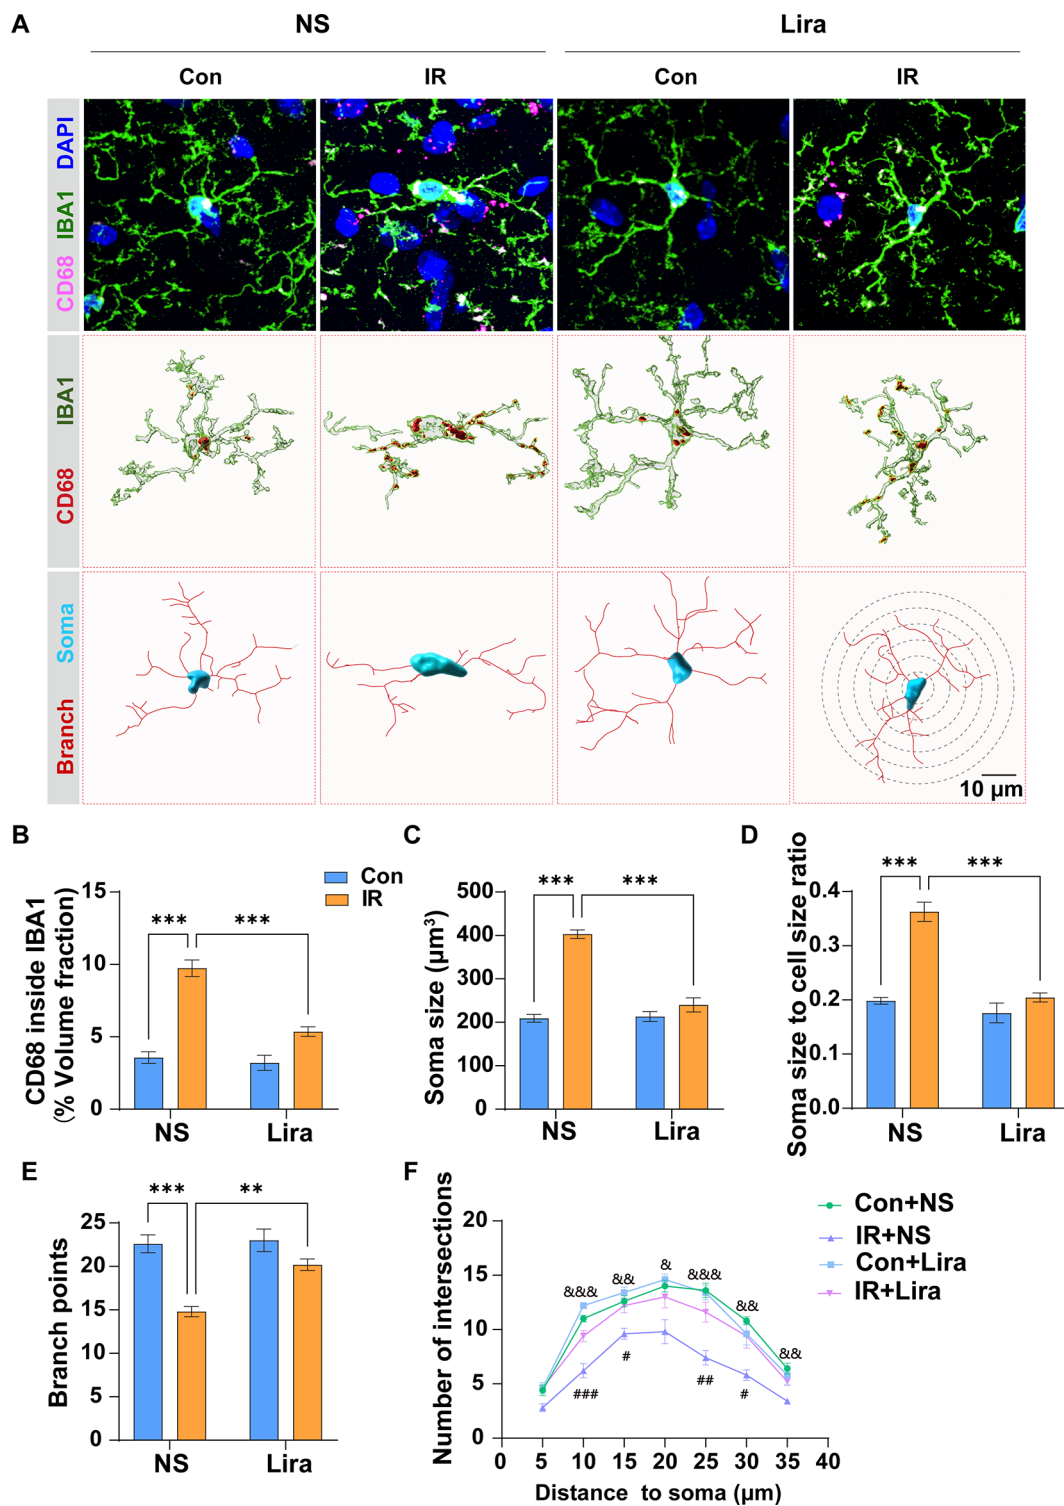 A
NS
Lira
Con
IR
Con
IR
CD68 IBA1 DAPI
CD68 IBA1
Branch Soma
10 µm
B
CD68 inside IBA1
(% Volume fraction)
15
10
5
0
***
***
Con
IR
NS
Lira
C
Soma size (µm³)
500
400
300
200
100
0
***
***
NS
Lira
D
Soma size to cell size ratio
0.4
0.3
0.2
0.1
0.0
***
***
NS
Lira
E
Branch points
25
20
15
10
5
0
***
**
NS
Lira
F
Number of intersections
20
15
10
5
0
&&&
&&
&
&&&
&&
&&
###
#
##
#
0 5 10 15 20 25 30 35 40
Distance to soma (µm)
Con+NS
IR+NS
Con+Lira
IR+Lira